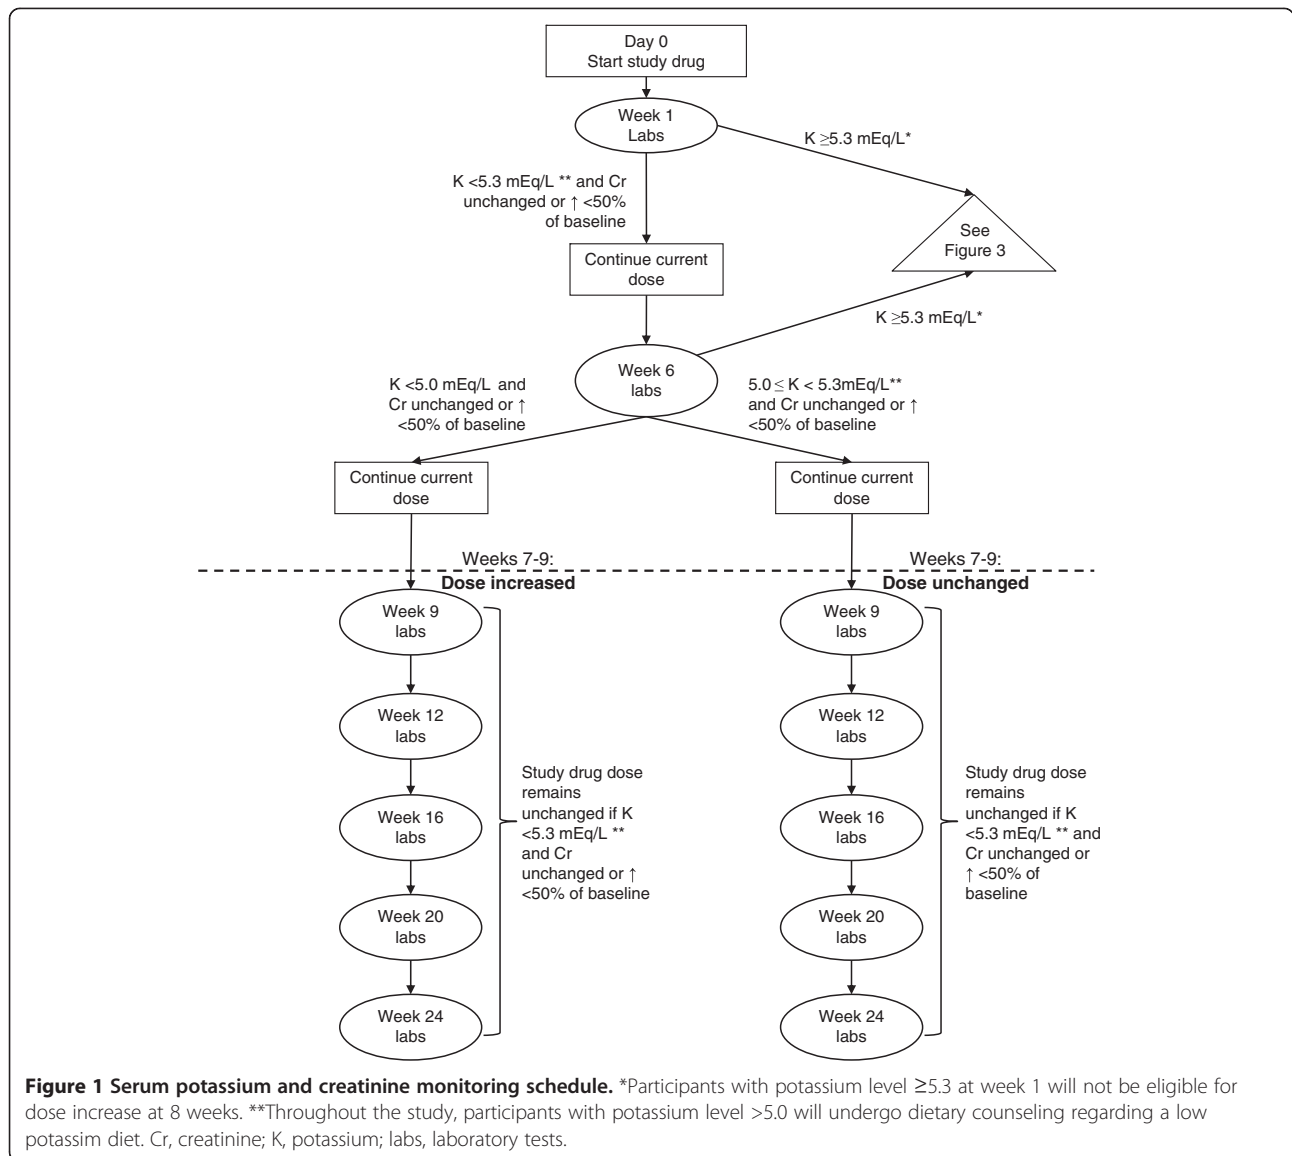 Day 0
Start study drug
Week 1
Labs
K ≥5.3 mEq/L*
K <5.3 mEq/L ** and Cr
unchanged or ↑ <50%
of baseline
See
Figure 3
Continue current
dose
K ≥5.3 mEq/L*
Week 6
labs
K <5.0 mEq/L and
Cr unchanged or ↑
<50% of baseline
5.0 ≤ K < 5.3mEq/L**
and Cr unchanged or ↑
<50% of baseline
Continue current
dose
Continue current
dose
Weeks 7-9:
Dose increased
Weeks 7-9:
Dose unchanged
Week 9
labs
Week 12
labs
Week 16
labs
Week 20
labs
Week 24
labs
Study drug dose
remains
unchanged if K
<5.3 mEq/L **
and Cr
unchanged or ↑
<50% of baseline
Week 9
labs
Week 12
labs
Week 16
labs
Week 20
labs
Week 24
labs
Study drug dose
remains
unchanged if K
<5.3 mEq/L ** and
Cr unchanged or
↑ <50% of
baseline
Figure 1 Serum potassium and creatinine monitoring schedule. *Participants with potassium level ≥5.3 at week 1 will not be eligible for
dose increase at 8 weeks. **Throughout the study, participants with potassium level >5.0 will undergo dietary counseling regarding a low
potassim diet. Cr, creatinine; K, potassium; labs, laboratory tests.